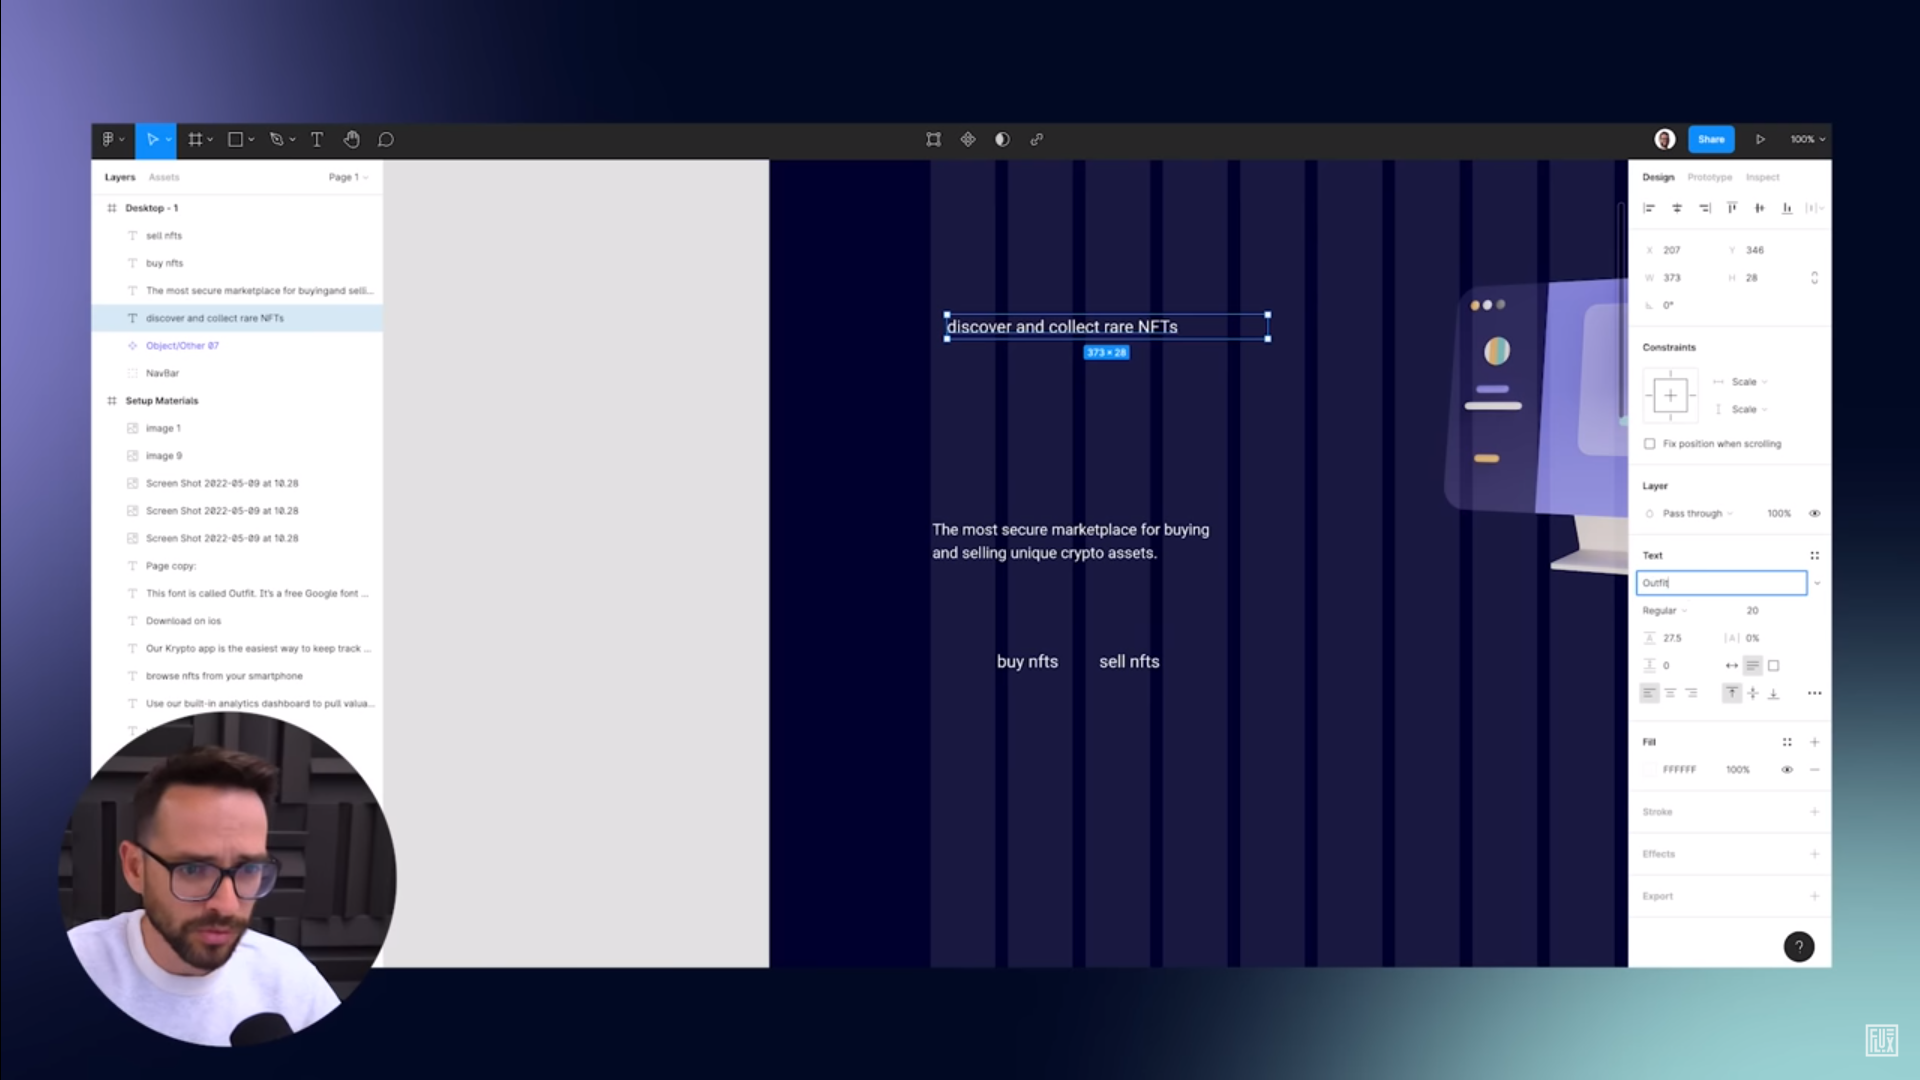 Share
100%
Layers
Assets
Page 1
Desktop - 1
sell nfts
buy nfts
The most secure marketplace for buyingand selli...
discover and collect rare NFTs
Object/Other 07
NavBar
Setup Materials
image 1
image 9
Screen Shot 2022-05-09 at 10.28
Screen Shot 2022-05-09 at 10.28
Screen Shot 2022-05-09 at 10.28
Page copy:
This font is called Outfit. It's a free Google font ...
Download on ios
Our Krypto app is the easiest way to keep track ...
browse nfts from your smartphone
Use our built-in analytics dashboard to pull valua...
discover and collect rare NFTs
373 × 28
The most secure marketplace for buying
and selling unique crypto assets.
buy nfts
sell nfts
Design
Prototype
Inspect
X 207
Y 346
W 373
H 28
0°
Constraints
Scale
Scale
Fix position when scrolling
Layer
Pass through
100%
Text
Outfit
Regular
20
27.5
|A| 0%
0
Fill
FFFFFF
100%
Stroke
Effects
Export
?
FLUX